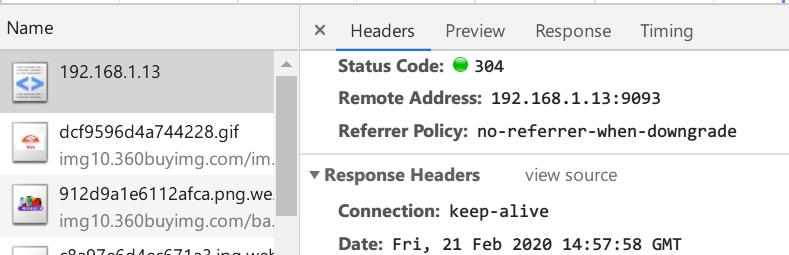 Name
192.168.1.13
dcf9596d4a744228.gif
img10.360buyimg.com/im.
912d9a1e6112afca.png.we.
img10.360buyimg.com/ba.
× Headers Preview Response Timing
Status Code: 304
Remote Address: 192.168.1.13:9093
Referrer Policy: no-referrer-when-downgrade
▼Response Headers view source
Connection: keep-alive
Date: Fri, 21 Feb 2020 14:57:58 GMT